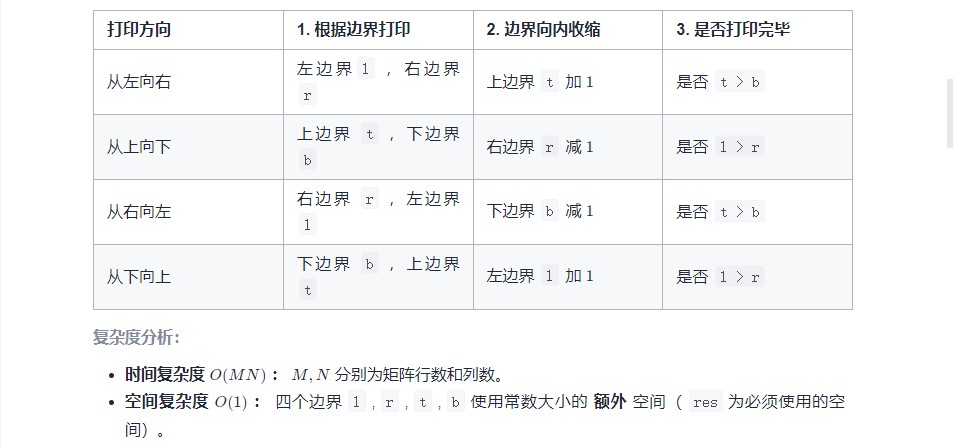 打印方向 1. 根据边界打印 2. 边界向内收缩 3. 是否打印完毕
从左向右 左边界 l ，右边界 r 上边界 t 加 1 是否 t > b
从上向下 上边界 t ，下边界 b 右边界 r 减 1 是否 l > r
从右向左 右边界 r ，左边界 l 下边界 b 减 1 是否 t > b
从下向上 下边界 b ，上边界 t 左边界 l 加 1 是否 l > r
复杂度分析：
• 时间复杂度 O(MN) ： M, N 分别为矩阵行数和列数。
• 空间复杂度 O(1) ： 四个边界 l , r , t , b 使用常数大小的 额外 空间（ res 为必须使用的空
间）。